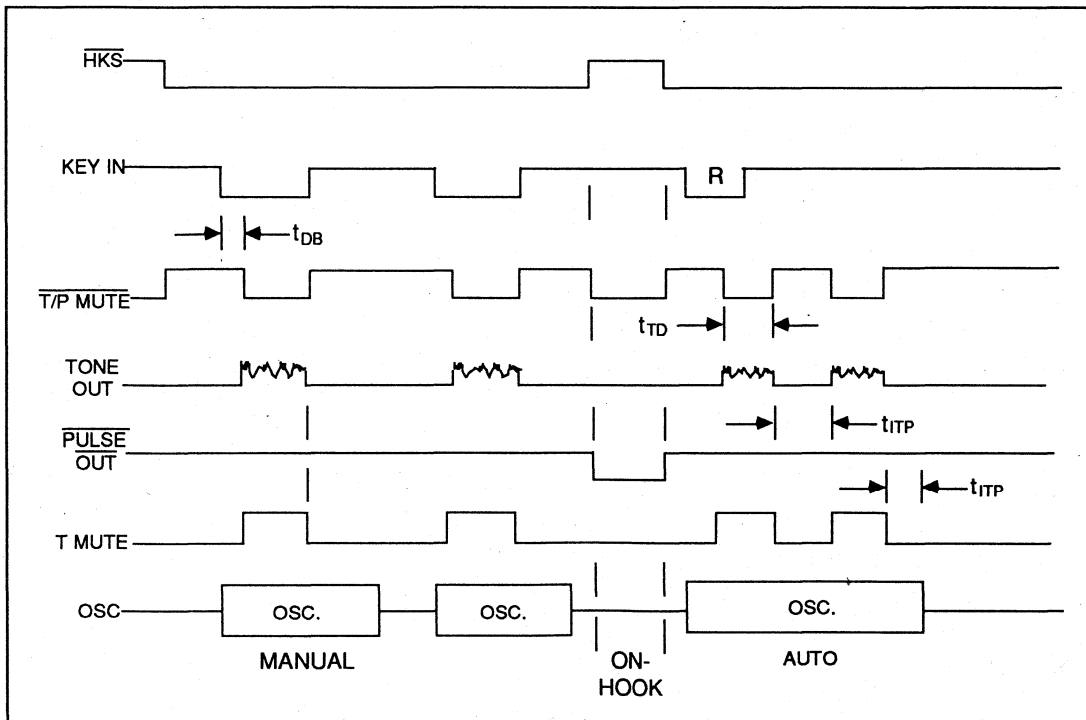 HKS
KEY IN
R
tDB
T/P MUTE
tTD
TONE
OUT
tITP
PULSE
OUT
tITP
T MUTE
OSC
OSC.
OSC.
OSC.
MANUAL
ON-
HOOK
AUTO